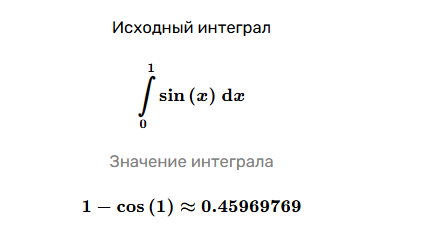 Исходный интеграл
∫₀¹ sin (x) dx
Значение интеграла
1 − cos (1) ≈ 0.45969769